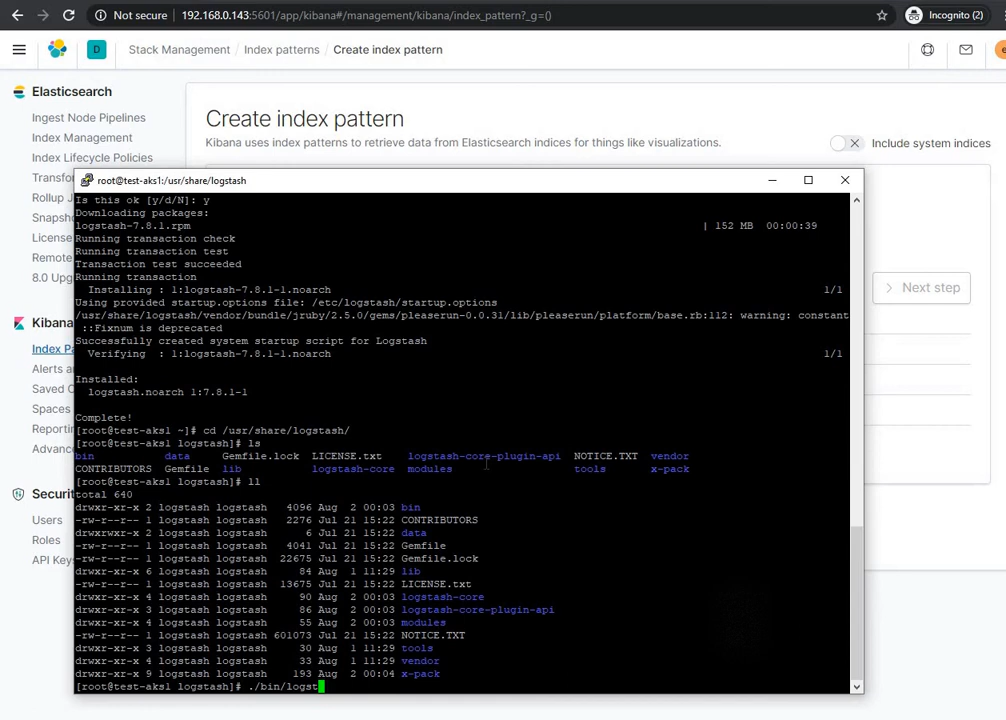 Not secure | 192.168.0.143:5601/app/kibana#/management/kibana/index_pattern?_g=()
Incognito (2)
D
Stack Management / Index patterns / Create index pattern
Elasticsearch
Ingest Node Pipelines
Index Management
Index Lifecycle Policies
Transfo
Rollup J
Snapsh
License
Remote
8.0 Upg
Kibana
Index Pa
Alerts a
Saved O
Spaces
Reportin
Advanc
Securit
Users
Roles
API Key
Create index pattern
Kibana uses index patterns to retrieve data from Elasticsearch indices for things like visualizations.
Include system indices
Next step
root@test-aks1:/usr/share/logstash
Is this ok [y/d/N]: y
Downloading packages:
logstash-7.8.1.rpm | 152 MB 00:00:39
Running transaction check
Running transaction test
Transaction test succeeded
Running transaction
Installing : 1:logstash-7.8.1-1.noarch 1/1
Using provided startup.options file: /etc/logstash/startup.options
/usr/share/logstash/vendor/bundle/jruby/2.5.0/gems/pleaserun-0.0.31/lib/pleaserun/platform/base.rb:112: warning: constant
::Fixnum is deprecated
Successfully created system startup script for Logstash
Verifying : 1:logstash-7.8.1-1.noarch 1/1
Installed:
logstash.noarch 1:7.8.1-1
Complete!
[root@test-aks1 ~]# cd /usr/share/logstash/
[root@test-aks1 logstash]# ls
bin data Gemfile.lock LICENSE.txt logstash-core-plugin-api NOTICE.TXT vendor
CONTRIBUTORS Gemfile lib logstash-core modules tools x-pack
[root@test-aks1 logstash]# ll
total 640
drwxr-xr-x 2 logstash logstash 4096 Aug 2 00:03 bin
-rw-r--r-- 1 logstash logstash 2276 Jul 21 15:22 CONTRIBUTORS
drwxrwxr-x 2 logstash logstash 6 Jul 21 15:22 data
-rw-r--r-- 1 logstash logstash 4041 Jul 21 15:22 Gemfile
-rw-r--r-- 1 logstash logstash 22675 Jul 21 15:22 Gemfile.lock
drwxr-xr-x 6 logstash logstash 84 Aug 1 11:29 lib
-rw-r--r-- 1 logstash logstash 13675 Jul 21 15:22 LICENSE.txt
drwxr-xr-x 4 logstash logstash 90 Aug 2 00:03 logstash-core
drwxr-xr-x 3 logstash logstash 86 Aug 2 00:03 logstash-core-plugin-api
drwxr-xr-x 4 logstash logstash 55 Aug 2 00:03 modules
-rw-r--r-- 1 logstash logstash 601073 Jul 21 15:22 NOTICE.TXT
drwxr-xr-x 3 logstash logstash 30 Aug 1 11:29 tools
drwxr-xr-x 4 logstash logstash 33 Aug 1 11:29 vendor
drwxr-xr-x 9 logstash logstash 193 Aug 2 00:04 x-pack
[root@test-aks1 logstash]# ./bin/logst